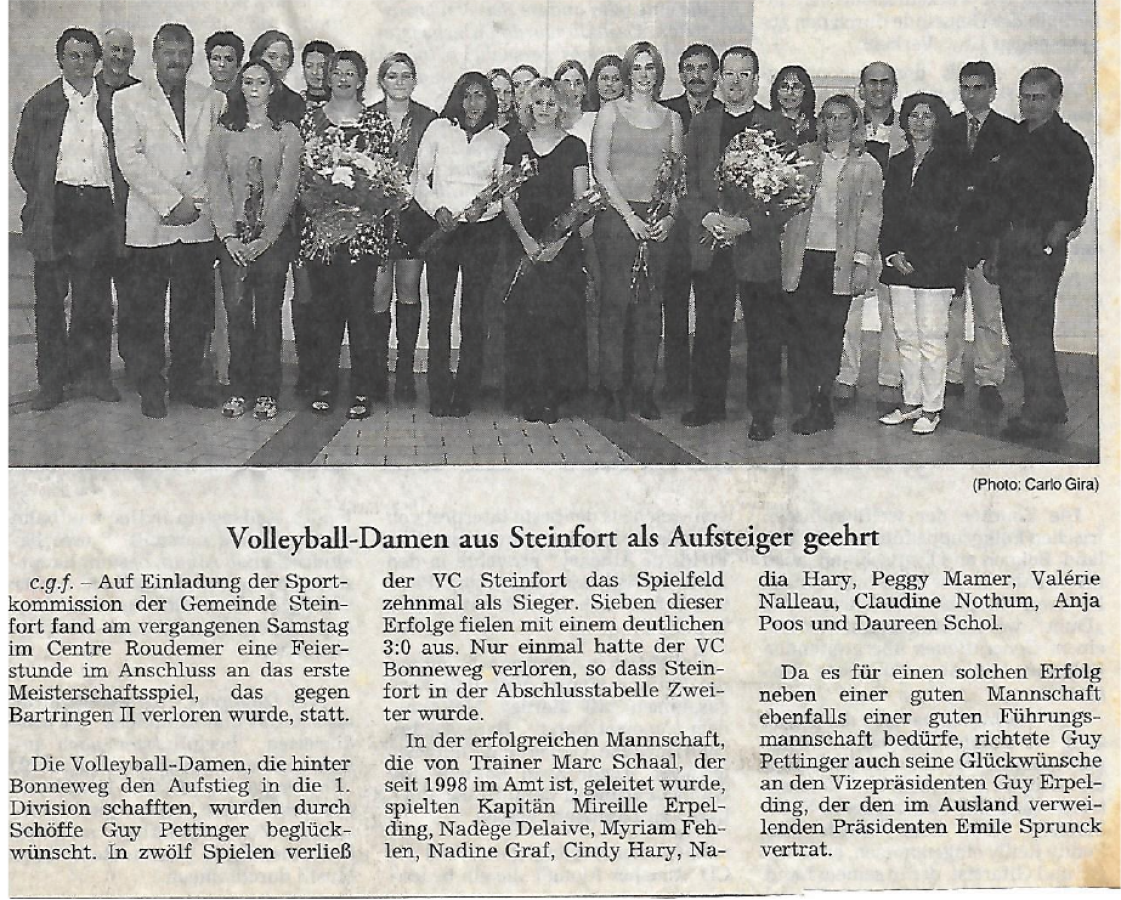 (Photo: Carlo Gira)
Volleyball-Damen aus Steinfort als Aufsteiger geehrt
c.g.f. – Auf Einladung der Sport-
kommission der Gemeinde Stein-
fort fand am vergangenen Samstag
im Centre Roudemer eine Feier-
stunde im Anschluss an das erste
Meisterschaftsspiel, das gegen
Bartringen II verloren wurde, statt.
Die Volleyball-Damen, die hinter
Bonneweg den Aufstieg in die 1.
Division schafften, wurden durch
Schöffe Guy Pettinger beglück-
wünscht. In zwölf Spielen verließ
der VC Steinfort das Spielfeld
zehnmal als Sieger. Sieben dieser
Erfolge fielen mit einem deutlichen
3:0 aus. Nur einmal hatte der VC
Bonneweg verloren, so dass Stein-
fort in der Abschlusstabelle Zwei-
ter wurde.
In der erfolgreichen Mannschaft,
die von Trainer Marc Schaal, der
seit 1998 im Amt ist, geleitet wurde,
spielten Kapitän Mireille Erpel-
ding, Nadège Delaive, Myriam Feh-
len, Nadine Graf, Cindy Hary, Na-
dia Hary, Peggy Mamer, Valérie
Nalleau, Claudine Nothum, Anja
Poos und Daureen Schol.
Da es für einen solchen Erfolg
neben einer guten Mannschaft
ebenfalls einer guten Führungs-
mannschaft bedürfe, richtete Guy
Pettinger auch seine Glückwünsche
an den Vizepräsidenten Guy Erpel-
ding, der den im Ausland verwei-
lenden Präsidenten Emile Sprunck
vertrat.